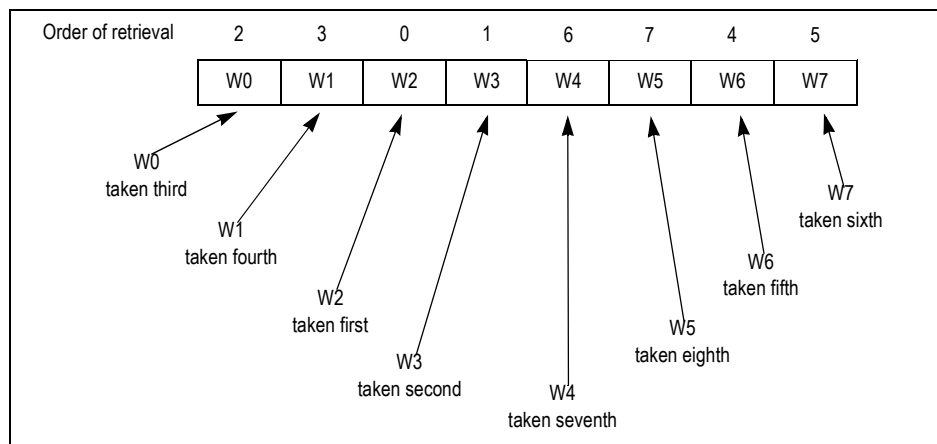 Order of retrieval 2 3 0 1 6 7 4 5
W0 W1 W2 W3 W4 W5 W6 W7
W0
taken third
W1
taken fourth
W2
taken first
W3
taken second
W4
taken seventh
W5
taken eighth
W6
taken fifth
W7
taken sixth